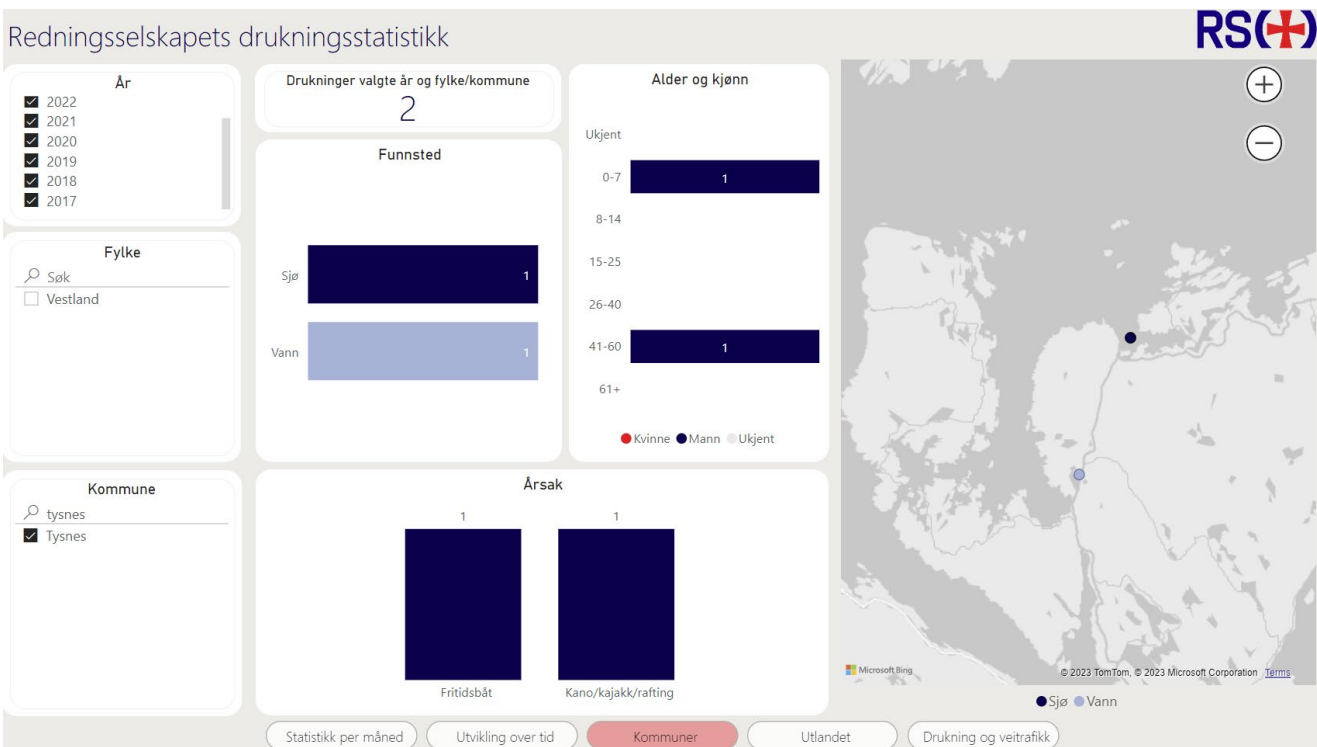 Redningsselskapets drukningsstatistikk
RS
År
2022
2021
2020
2019
2018
2017
Fylke
Søk
Vestland
Kommune
tysnes
Tysnes
Drukninger valgte år og fylke/kommune
2
Funnsted
Sjø 1
Vann 1
Alder og kjønn
Ukjent
0-7 1
8-14
15-25
26-40
41-60 1
61+
Kvinne Mann Ukjent
Årsak
1 1
Fritidsbåt Kano/kajakk/rafting
Microsoft Bing
© 2023 TomTom, © 2023 Microsoft Corporation Terms
Sjø Vann
Statistikk per måned Utvikling over tid Kommuner Utlandet Drukning og veitrafikk